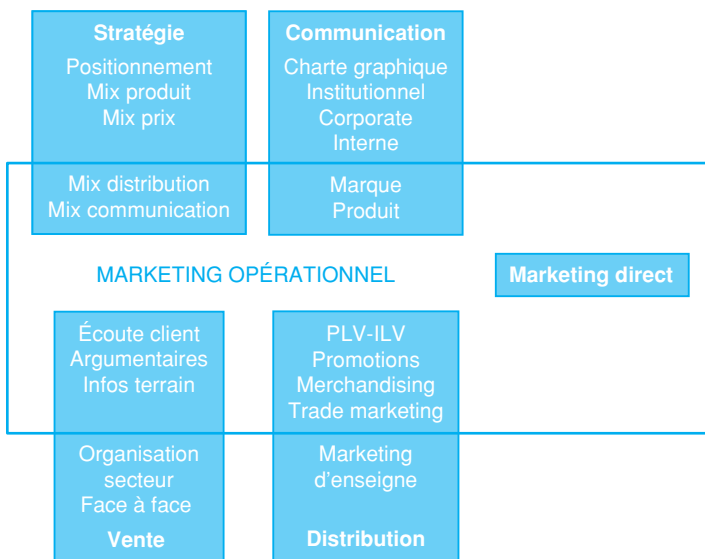 Stratégie
Positionnement
Mix produit
Mix prix
Mix distribution
Mix communication
Communication
Charte graphique
Institutionnel
Corporate
Interne
Marque
Produit
MARKETING OPÉRATIONNEL
Marketing direct
Écoute client
Argumentaires
Infos terrain
Organisation
secteur
Face à face
Vente
PLV-ILV
Promotions
Merchandising
Trade marketing
Marketing
d'enseigne
Distribution